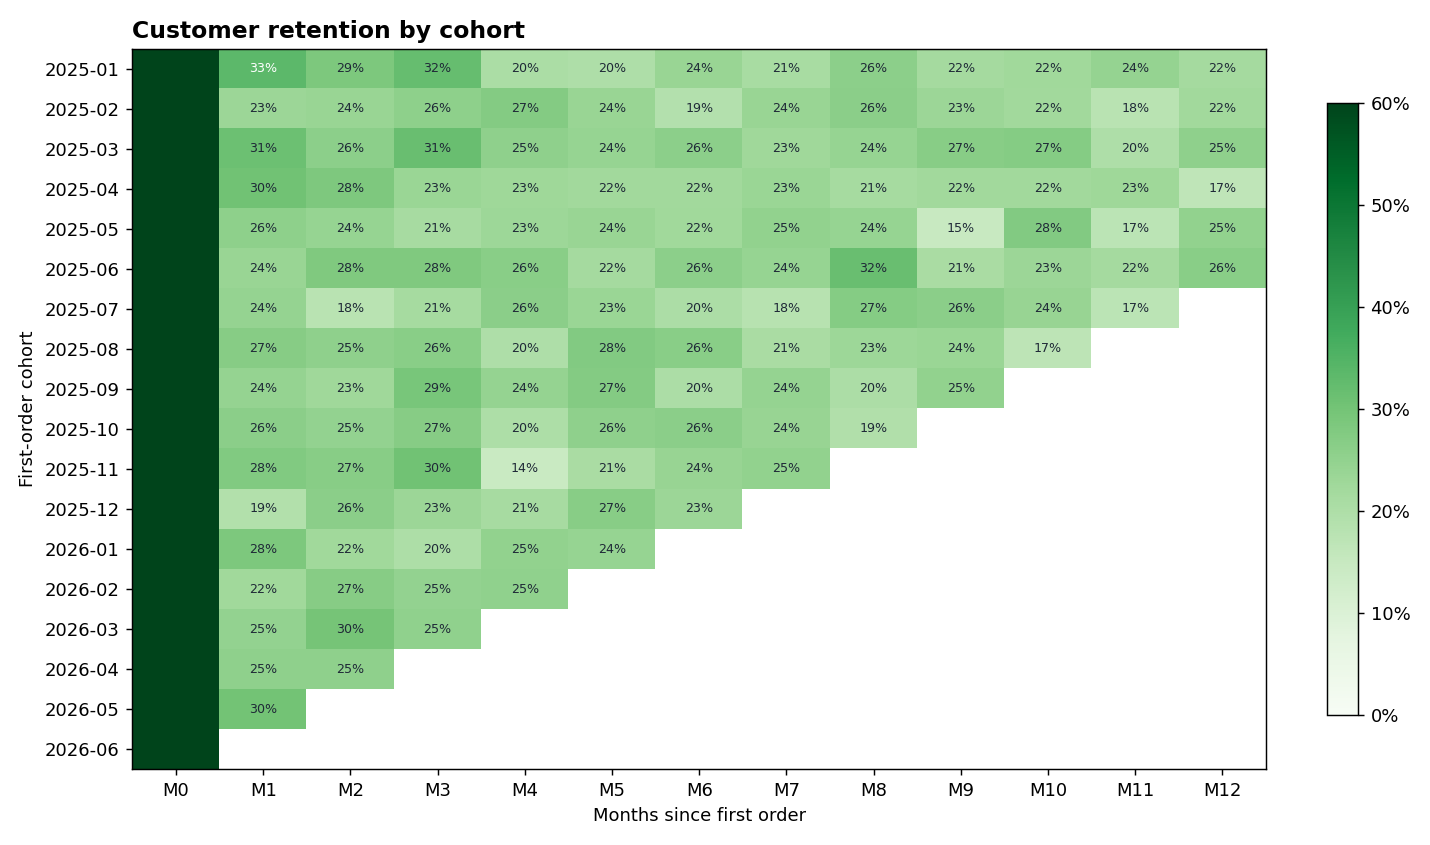 Customer retention by cohort
2025-01 33% 29% 32% 20% 20% 24% 21% 26% 22% 22% 24% 22%
2025-02 23% 24% 26% 27% 24% 19% 24% 26% 23% 22% 18% 22%
2025-03 31% 26% 31% 25% 24% 26% 23% 24% 27% 27% 20% 25%
2025-04 30% 28% 23% 23% 22% 22% 23% 21% 22% 22% 23% 17%
2025-05 26% 24% 21% 23% 24% 22% 25% 24% 15% 28% 17% 25%
2025-06 24% 28% 28% 26% 22% 26% 24% 32% 21% 23% 22% 26%
2025-07 24% 18% 21% 26% 23% 20% 18% 27% 26% 24% 17%
2025-08 27% 25% 26% 20% 28% 26% 21% 23% 24% 17%
2025-09 24% 23% 29% 24% 27% 20% 24% 20% 25%
2025-10 26% 25% 27% 20% 26% 26% 24% 19%
2025-11 28% 27% 30% 14% 21% 24% 25%
2025-12 19% 26% 23% 21% 27% 23%
2026-01 28% 22% 20% 25% 24%
2026-02 22% 27% 25% 25%
2026-03 25% 30% 25%
2026-04 25% 25%
2026-05 30%
2026-06
M0 M1 M2 M3 M4 M5 M6 M7 M8 M9 M10 M11 M12
Months since first order
First-order cohort
60%
50%
40%
30%
20%
10%
0%